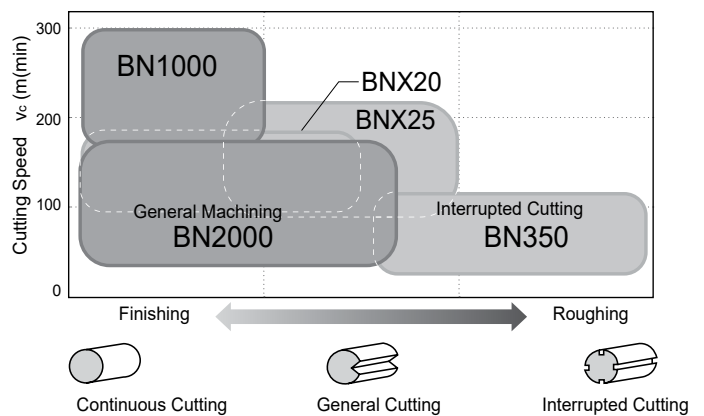 Cutting Speed vc (m(min)
300
200
100
0
BN1000
BNX20
BNX25
General Machining
BN2000
Interrupted Cutting
BN350
Finishing
Roughing
Continuous Cutting
General Cutting
Interrupted Cutting